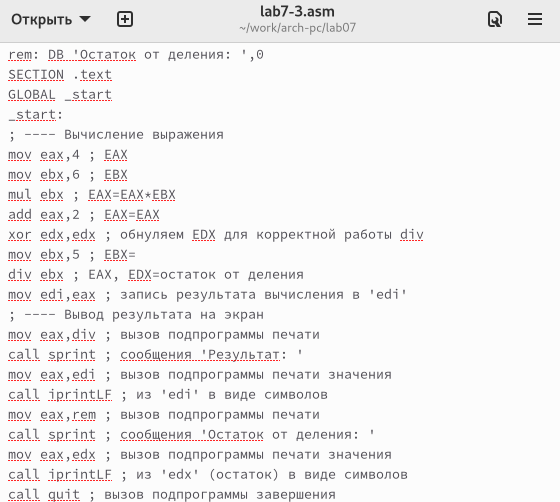 Открыть
lab7-3.asm
~/work/arch-pc/lab07
rem: DB 'Остаток от деления: ',0
SECTION .text
GLOBAL _start
_start:
; ---- Вычисление выражения
mov eax,4 ; EAX
mov ebx,6 ; EBX
mul ebx ; EAX=EAX*EBX
add eax,2 ; EAX=EAX
xor edx,edx ; обнуляем EDX для корректной работы div
mov ebx,5 ; EBX=
div ebx ; EAX, EDX=остаток от деления
mov edi,eax ; запись результата вычисления в 'edi'
; ---- Вывод результата на экран
mov eax,div ; вызов подпрограммы печати
call sprint ; сообщения 'Результат: '
mov eax,edi ; вызов подпрограммы печати значения
call iprintLF ; из 'edi' в виде символов
mov eax,rem ; вызов подпрограммы печати
call sprint ; сообщения 'Остаток от деления: '
mov eax,edx ; вызов подпрограммы печати значения
call iprintLF ; из 'edx' (остаток) в виде символов
call quit ; вызов подпрограммы завершения